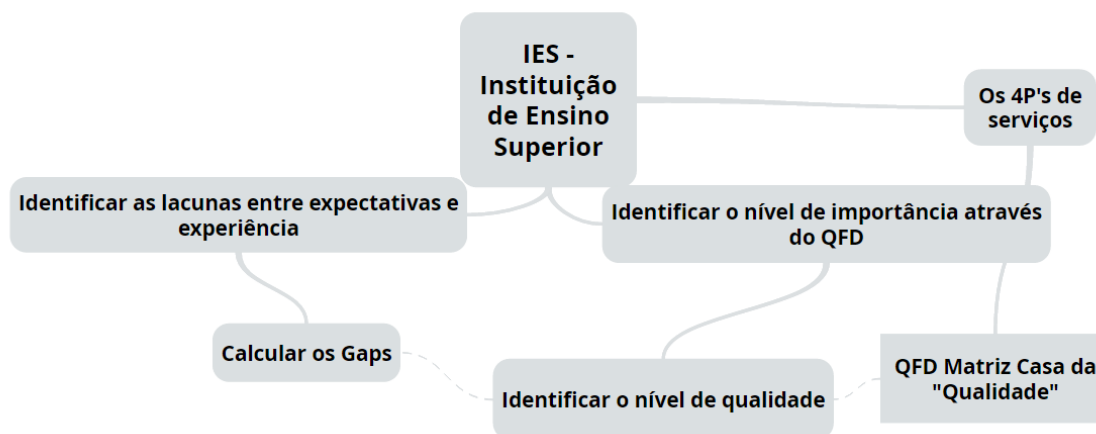 IES -
Instituição
de Ensino
Superior
Os 4P's de
serviços
Identificar as lacunas entre expectativas e
experiência
Identificar o nível de importância através
do QFD
Calcular os Gaps
Identificar o nível de qualidade
QFD Matriz Casa da
"Qualidade"